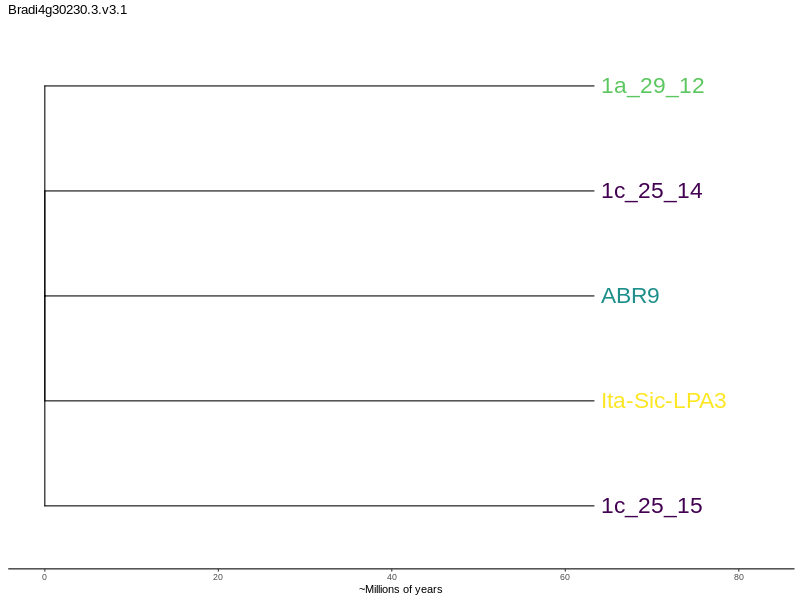 Bradi4g30230.3.v3.1
1a_29_12
1c_25_14
ABR9
Ita-Sic-LPA3
1c_25_15
0 20 40 60 80
~Millions of years